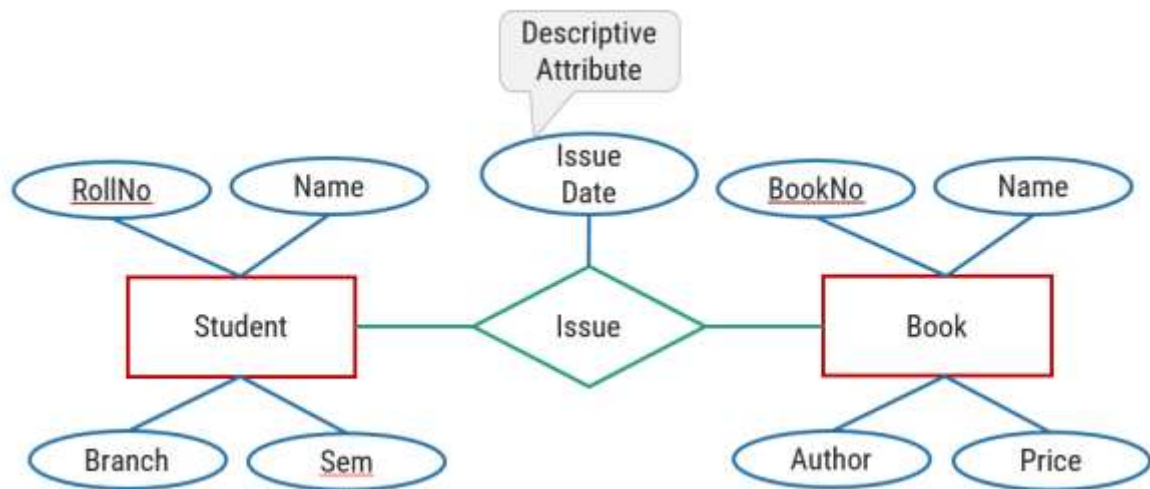 Descriptive
Attribute
Issue
Date
RollNo
Name
BookNo
Name
Student
Issue
Book
Branch
Sem
Author
Price